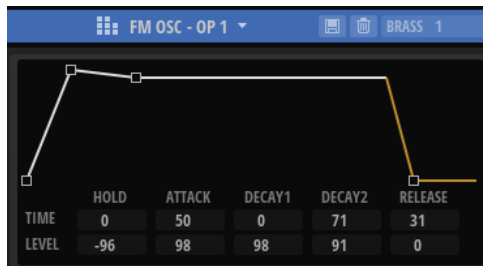 FM OSC - OP 1 BRASS 1
HOLD ATTACK DECAY1 DECAY2 RELEASE
TIME 0 50 0 71 31
LEVEL -96 98 98 91 0